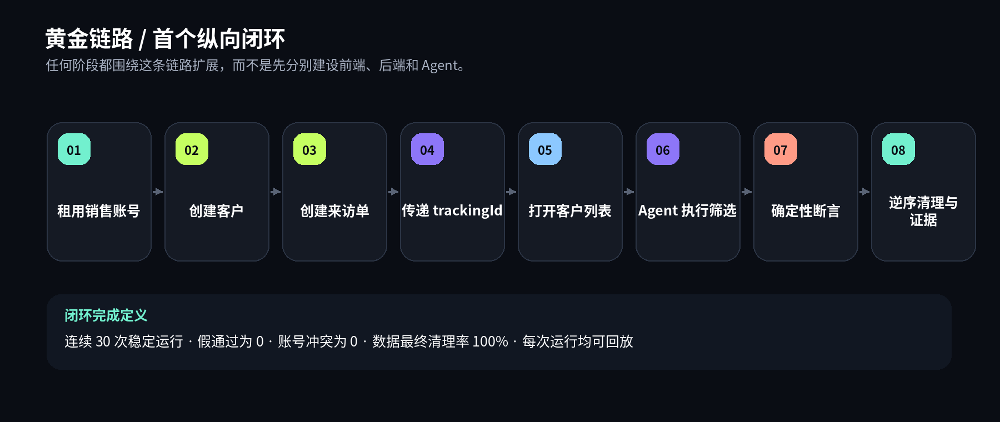 黄金链路 / 首个纵向闭环
任何阶段都围绕这条链路扩展，而不是先分别建设前端、后端和 Agent。
01
租用销售账号
02
创建客户
03
创建来访单
04
传递 trackingId
05
打开客户列表
06
Agent 执行筛选
07
确定性断言
08
逆序清理与
证据
闭环完成定义
连续 30 次稳定运行 · 假通过为 0 · 账号冲突为 0 · 数据最终清理率 100% · 每次运行均可回放